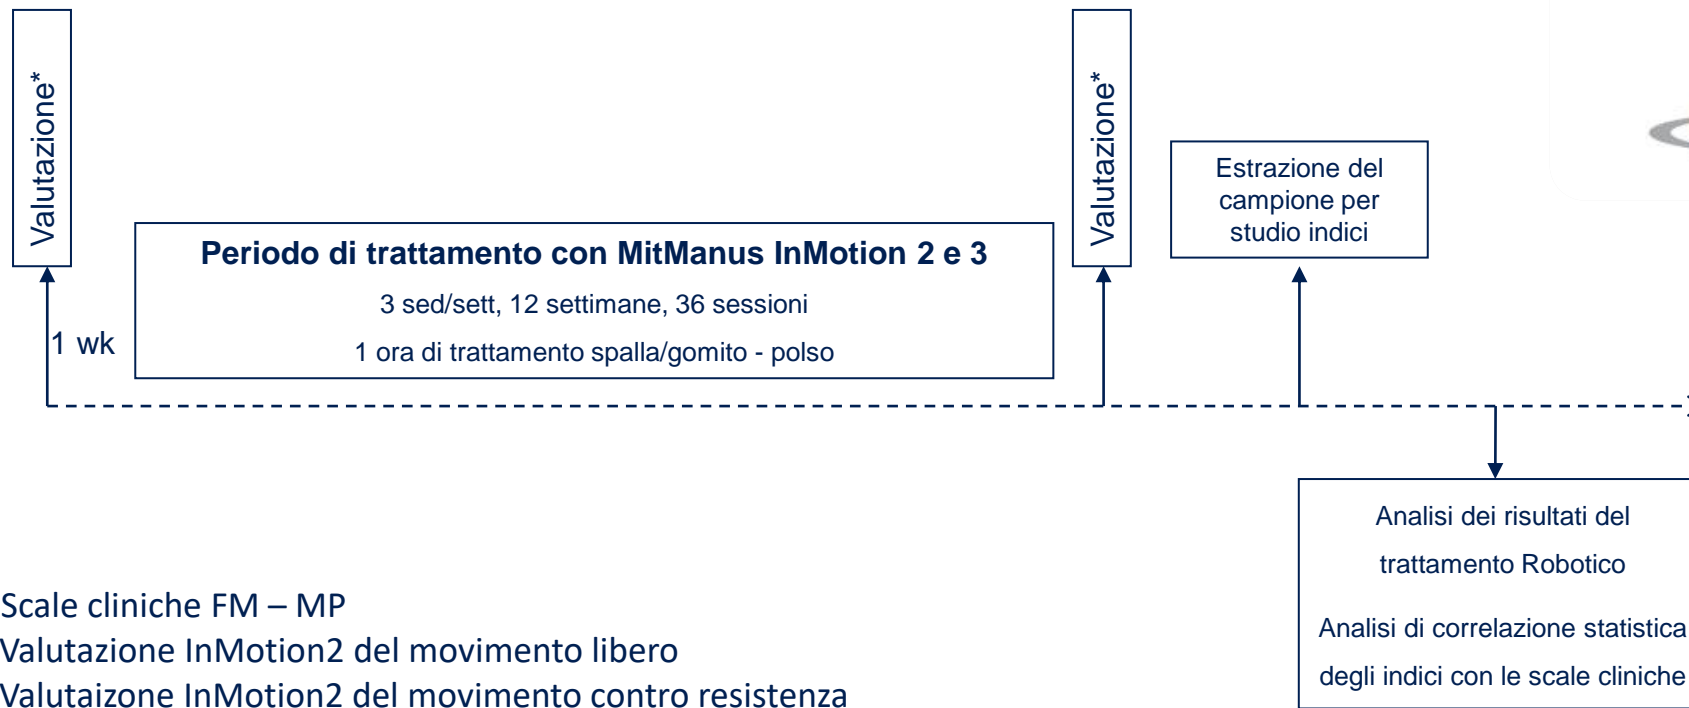 Valutazione*
1 wk
Periodo di trattamento con MitManus InMotion 2 e 3
3 sed/sett, 12 settimane, 36 sessioni
1 ora di trattamento spalla/gomito - polso
Valutazione*
Estrazione del
campione per
studio indici
Analisi dei risultati del
trattamento Robotico
Analisi di correlazione statistica
degli indici con le scale cliniche
Scale cliniche FM – MP
Valutazione InMotion2 del movimento libero
Valutaizone InMotion2 del movimento contro resistenza